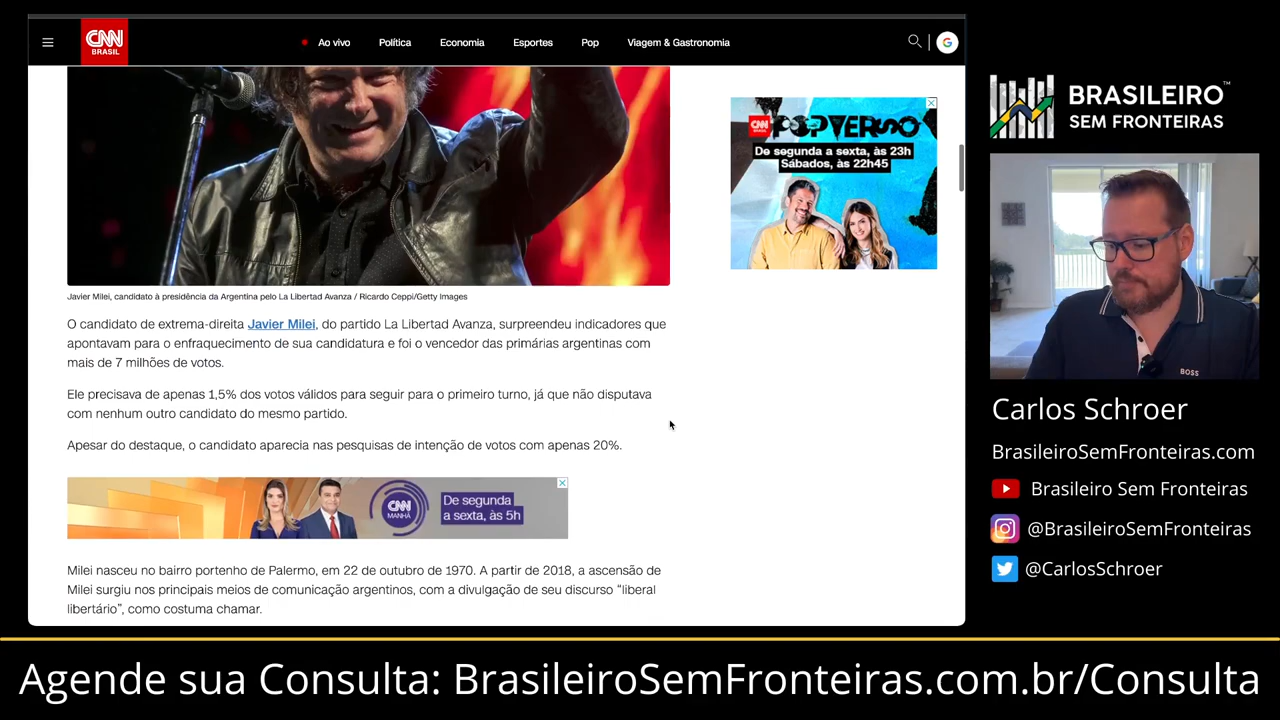 CNN
BRASIL
Ao vivo
Política
Economia
Esportes
Pop
Viagem & Gastronomia
G
Javier Milei, candidato à presidência da Argentina pelo La Libertad Avanza / Ricardo Ceppi/Getty Images
O candidato de extrema-direita Javier Milei, do partido La Libertad Avanza, surpreendeu indicadores que
apontavam para o enfraquecimento de sua candidatura e foi o vencedor das primárias argentinas com
mais de 7 milhões de votos.
Ele precisava de apenas 1,5% dos votos válidos para seguir para o primeiro turno, já que não disputava
com nenhum outro candidato do mesmo partido.
Apesar do destaque, o candidato aparecia nas pesquisas de intenção de votos com apenas 20%.
CNN
MANHÃ
De segunda
a sexta, às 5h
Milei nasceu no bairro portenho de Palermo, em 22 de outubro de 1970. A partir de 2018, a ascensão de
Milei surgiu nos principais meios de comunicação argentinos, com a divulgação de seu discurso “liberal
libertário”, como costuma chamar.
CNN
BRASIL
POPVERSO
De segunda a sexta, às 23h
Sábados, às 22h45
BRASILEIRO™
SEM FRONTEIRAS
BOSS
Carlos Schroer
BrasileiroSemFronteiras.com
Brasileiro Sem Fronteiras
@BrasileiroSemFronteiras
@CarlosSchroer
Agende sua Consulta: BrasileiroSemFronteiras.com.br/Consulta